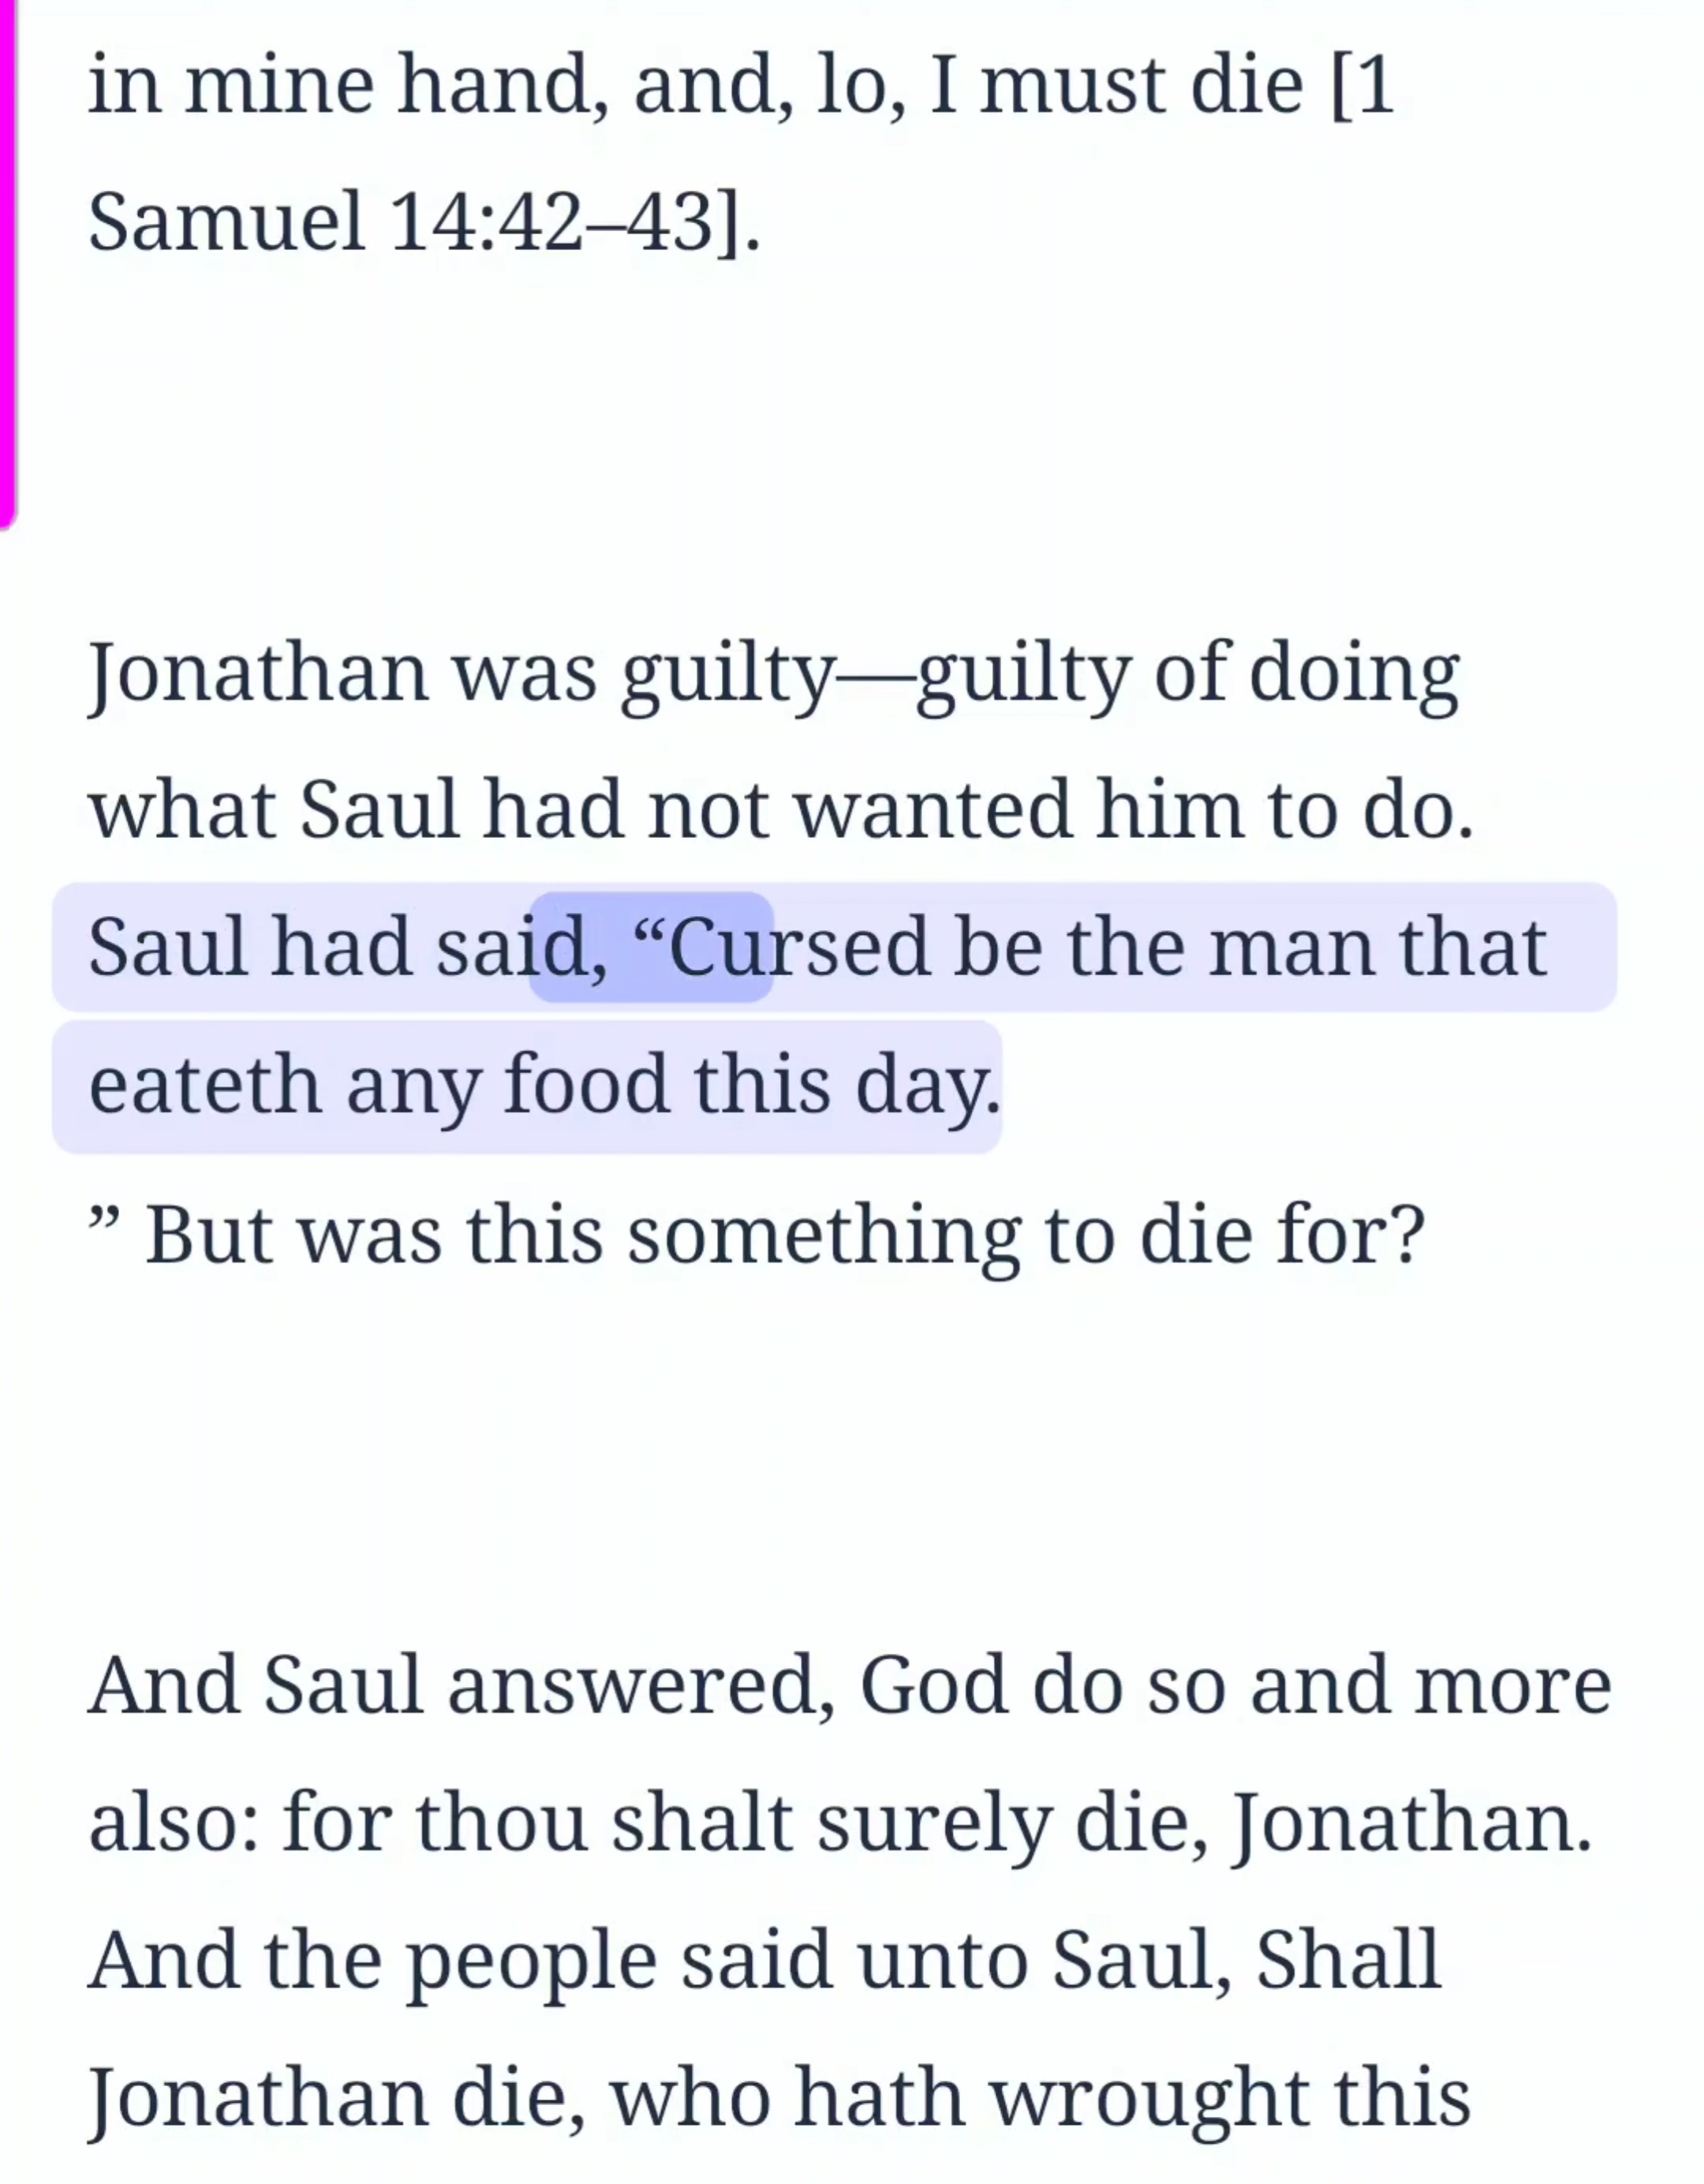 in mine hand, and, lo, I must die [1
Samuel 14:42–43].
Jonathan was guilty—guilty of doing
what Saul had not wanted him to do.
Saul had said, “Cursed be the man that
eateth any food this day.
” But was this something to die for?
And Saul answered, God do so and more
also: for thou shalt surely die, Jonathan.
And the people said unto Saul, Shall
Jonathan die, who hath wrought this